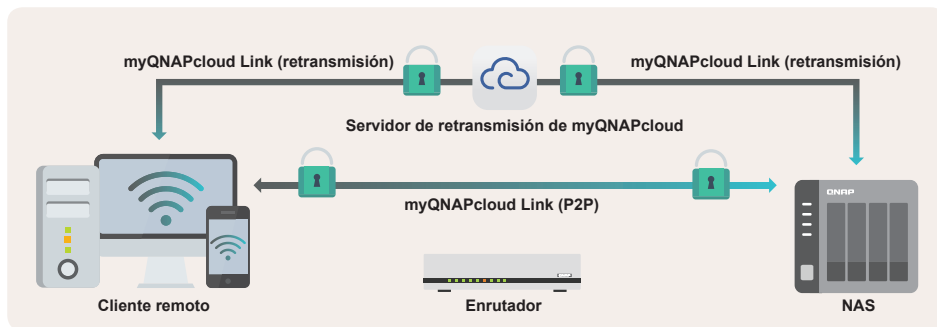 myQNAPcloud Link (retransmisión)
myQNAPcloud Link (retransmisión)
Servidor de retransmisión de myQNAPcloud
myQNAPcloud Link (P2P)
QNAP
Cliente remoto
Enrutador
NAS